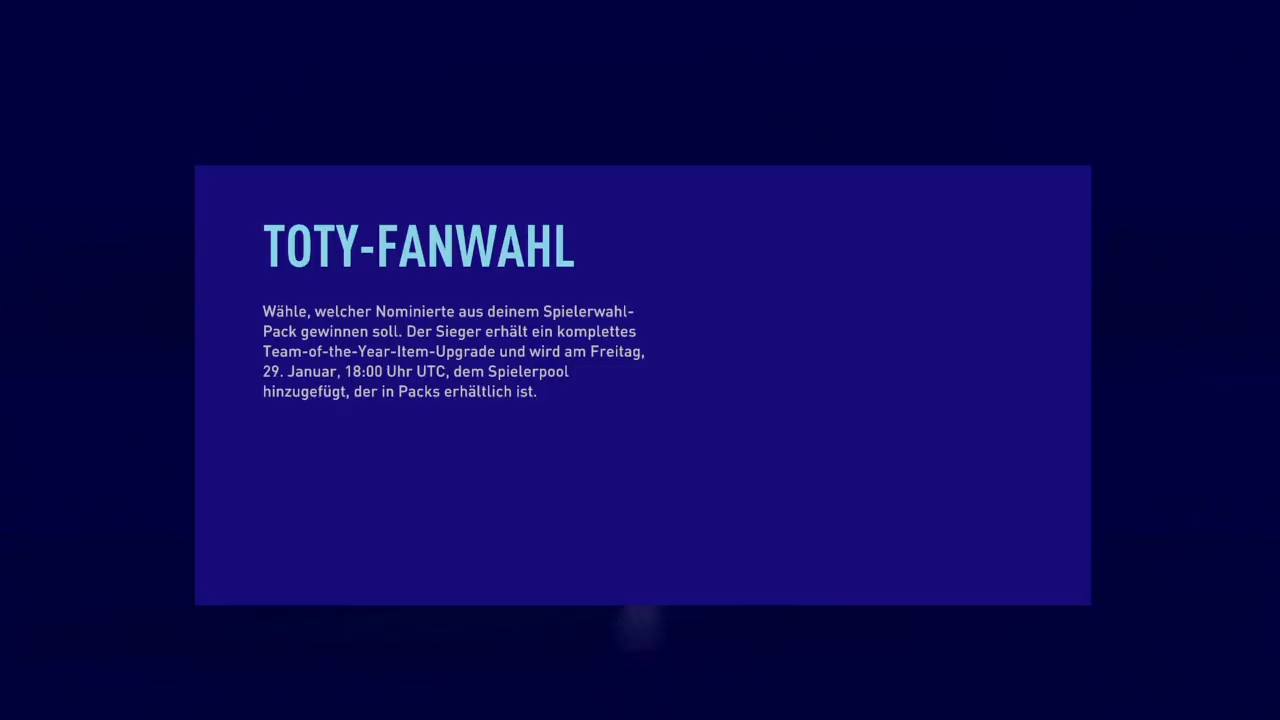 TOTY-FANWAHL
Wähle, welcher Nominierte aus deinem Spielerwahl-
Pack gewinnen soll. Der Sieger erhält ein komplettes
Team-of-the-Year-Item-Upgrade und wird am Freitag,
29. Januar, 18:00 Uhr UTC, dem Spielerpool
hinzugefügt, der in Packs erhältlich ist.